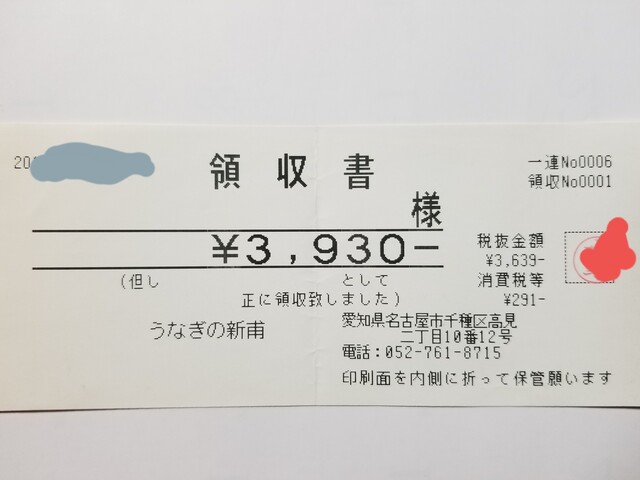 20
領収書
一連No0006
領収No0001
様
¥3,930-
税抜金額
¥3,639-
消費税等
¥291-
(但し として
正に領収致しました)
うなぎの新甫
愛知県名古屋市千種区高見
二丁目10番12号
電話:052-761-8715
印刷面を内側に折って保管願います